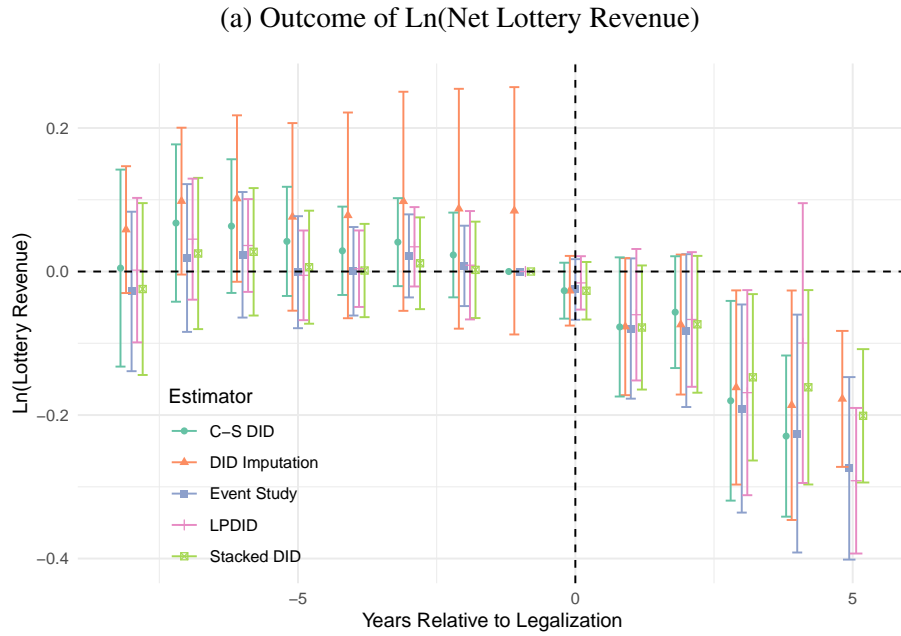 (a) Outcome of Ln(Net Lottery Revenue)
Ln(Lottery Revenue)
0.2
0.0
−0.2
−0.4
Estimator
C−S DID
DID Imputation
Event Study
LPDID
Stacked DID
−5
0
5
Years Relative to Legalization